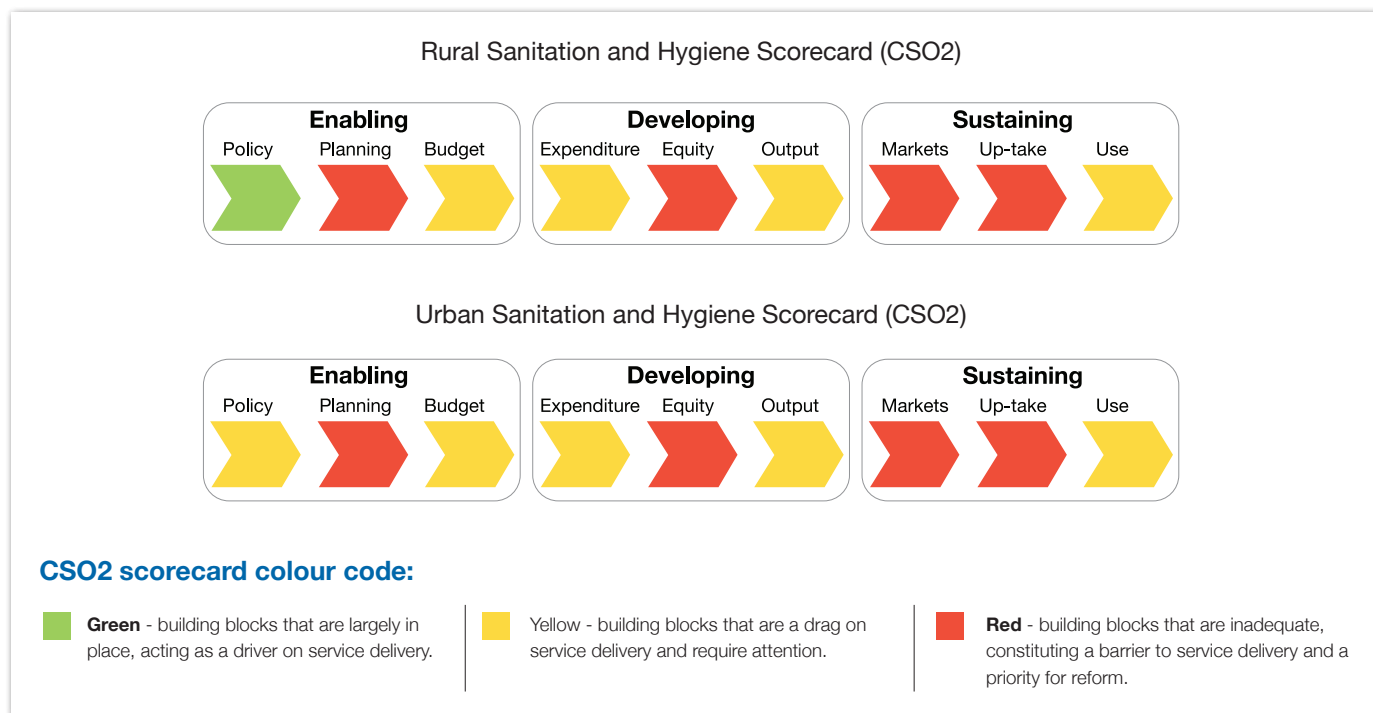 Rural Sanitation and Hygiene Scorecard (CSO2)
Enabling Developing Sustaining
Policy Planning Budget Expenditure Equity Output Markets Up-take Use
Urban Sanitation and Hygiene Scorecard (CSO2)
Enabling Developing Sustaining
Policy Planning Budget Expenditure Equity Output Markets Up-take Use
CSO2 scorecard colour code:
Green - building blocks that are largely in
place, acting as a driver on service delivery.
Yellow - building blocks that are a drag on
service delivery and require attention.
Red - building blocks that are inadequate,
constituting a barrier to service delivery and a
priority for reform.